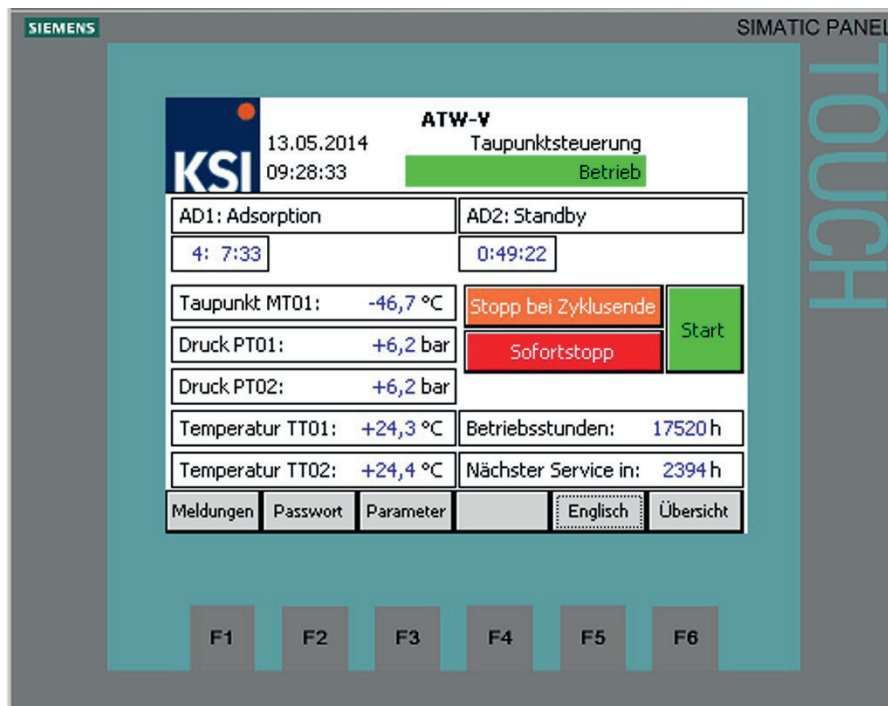 SIEMENS
SIMATIC PANEL
TOUCH
KSI
ATW-V
13.05.2014
Taupunktsteuerung
09:28:33
Betrieb
AD1: Adsorption
AD2: Standby
4: 7:33
0:49:22
Taupunkt MT01: -46,7 °C
Stopp bei Zyklusende
Start
Druck PT01: +6,2 bar
Sofortstopp
Druck PT02: +6,2 bar
Temperatur TT01: +24,3 °C
Betriebsstunden: 17520 h
Temperatur TT02: +24,4 °C
Nächster Service in: 2394 h
Meldungen Passwort Parameter Englisch Übersicht
F1 F2 F3 F4 F5 F6